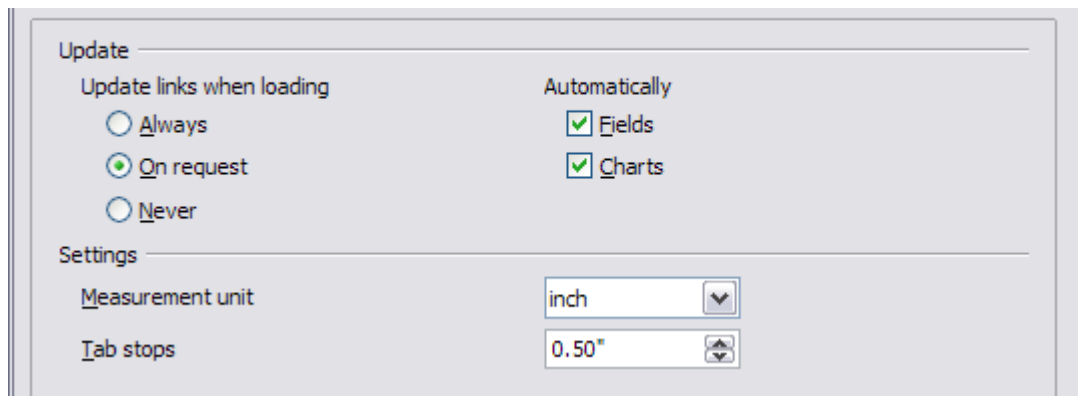 Update
Update links when loading
Automatically
Always
Fields
On request
Charts
Never
Settings
Measurement unit
inch
Tab stops
0.50"